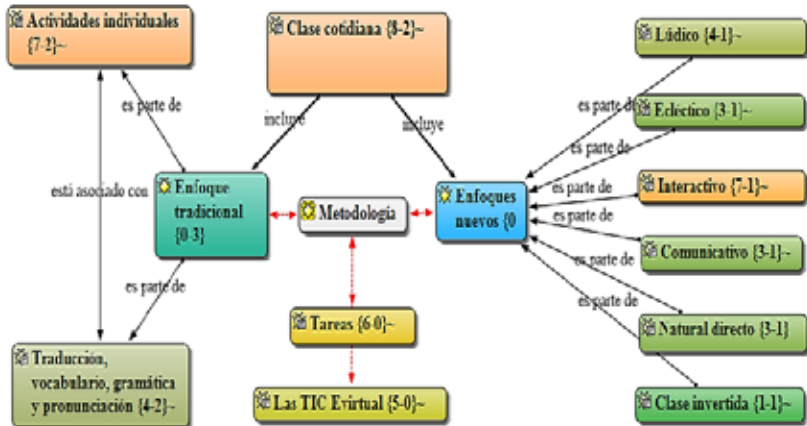 Actividades individuales
{7-2}~
Clase cotidiana {8-2}~
Lúdico {4-1}~
es parte de
Ecléctico {3-1}~
es parte de
incluye
incluye
es parte de
está asociado con
Enfoque
tradicional
{0-3}
Metodología
Enfoques
nuevos {0
es parte de
Interactivo {7-1}~
es parte de
Comunicativo {3-1}~
es parte de
es parte de
Tareas {6-0}~
es parte de
Natural directo {3-1}
Traducción,
vocabulario, gramática
y pronunciación {4-2}~
Las TIC Evirtual {5-0}~
Clase invertida {1-1}~